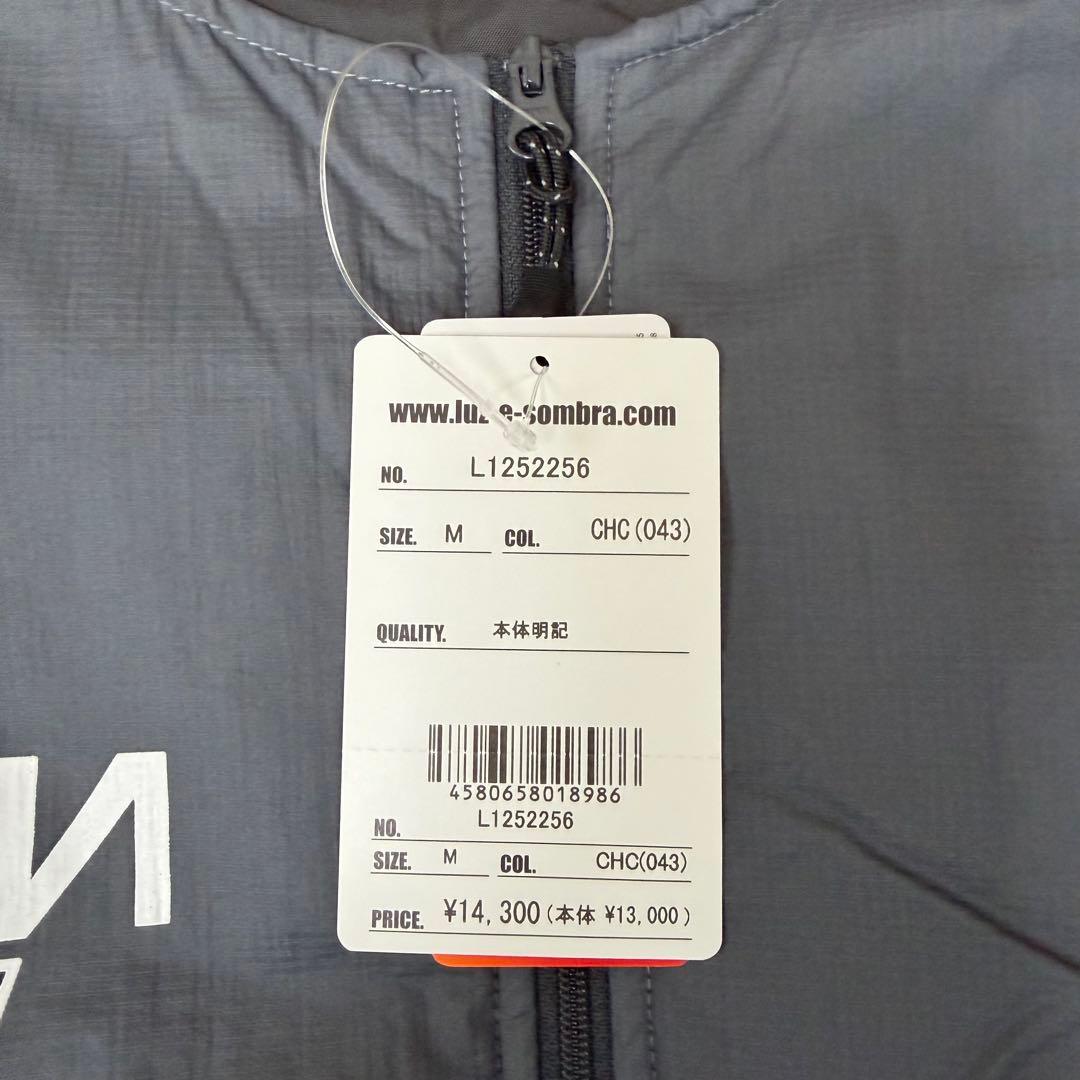 www.luz-e-sombra.com
NO. L1252256
SIZE. M COL. CHC(043)
QUALITY. 本体明記
4580658018986
NO. L1252256
SIZE. M COL. CHC(043)
PRICE. ¥14,300(本体 ¥13,000)